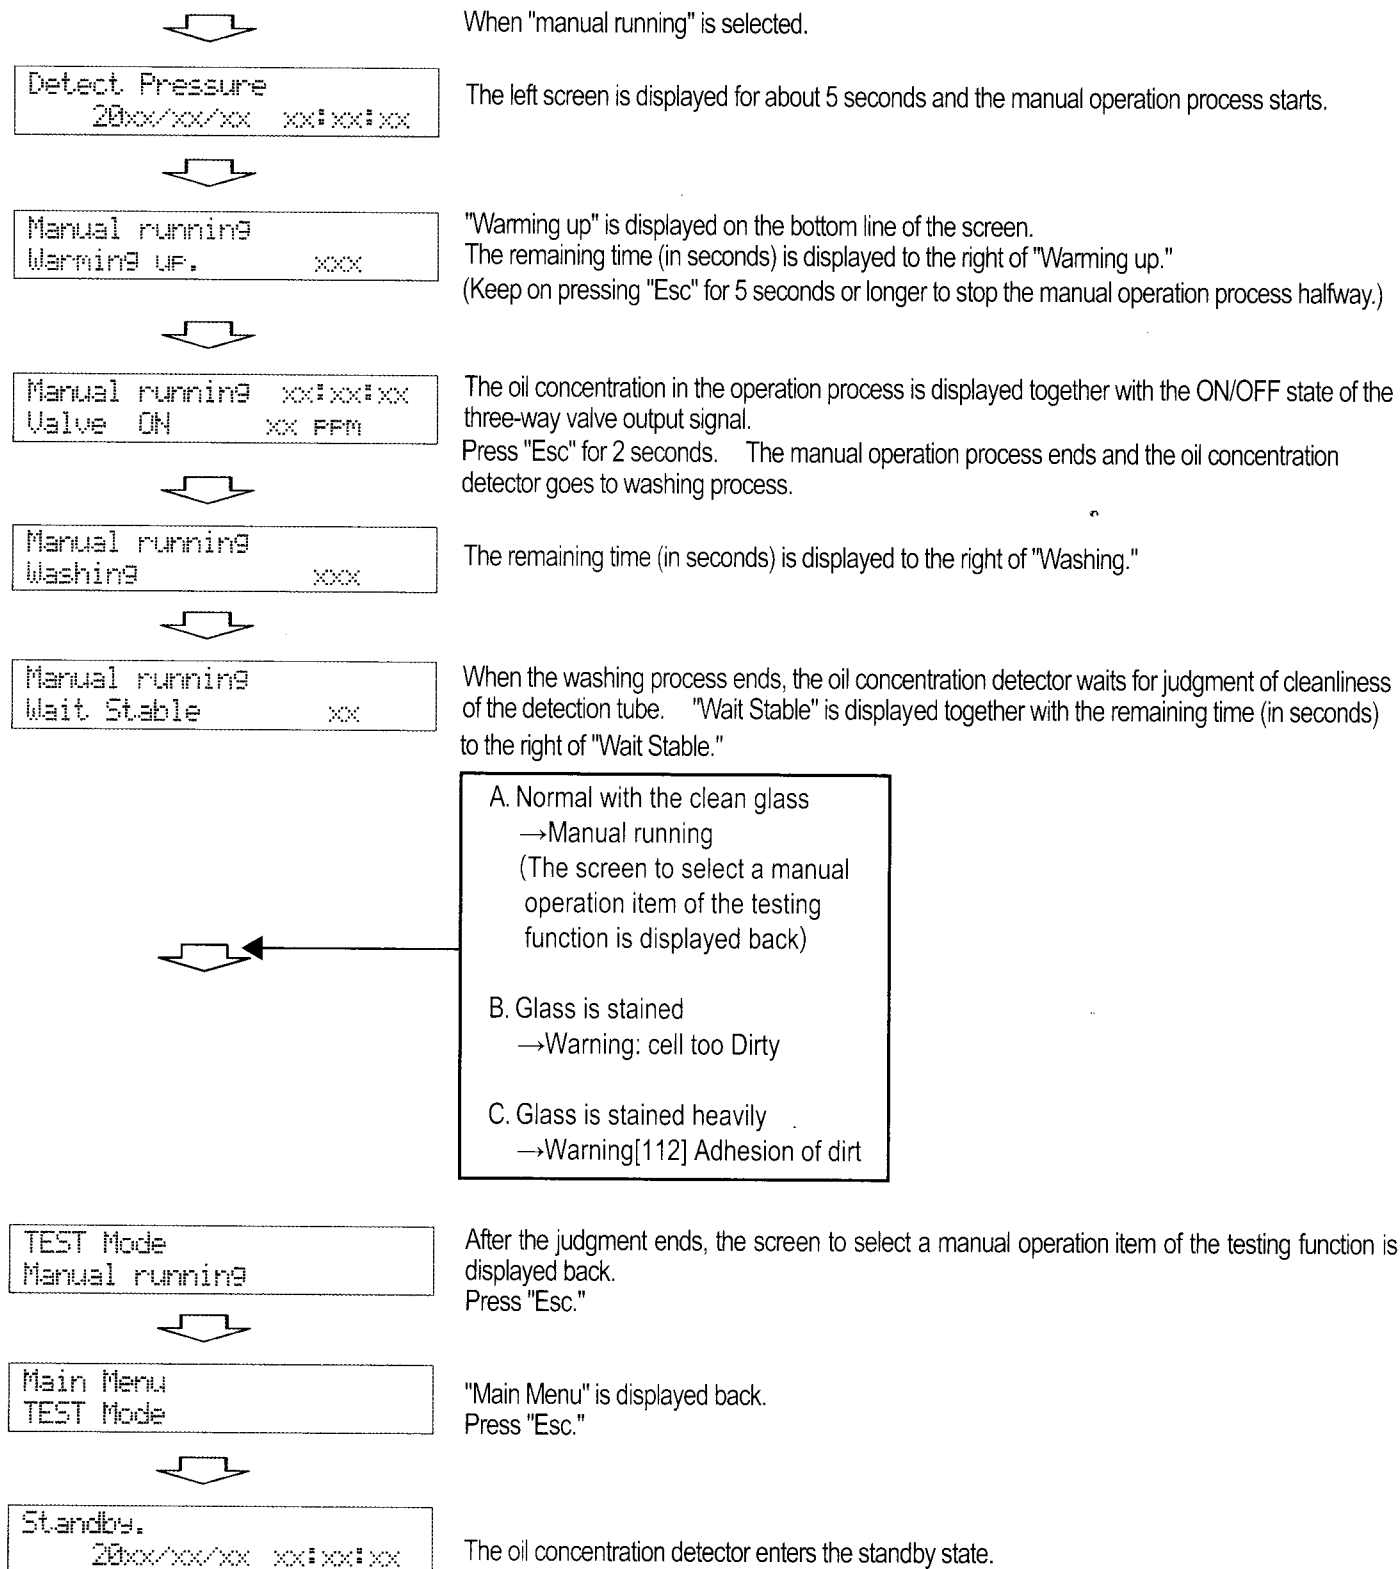 When "manual running" is selected.
Detect Pressure
20xx/xx/xx xx:xx:xx
The left screen is displayed for about 5 seconds and the manual operation process starts.
Manual running
Warming up. xxx
"Warming up" is displayed on the bottom line of the screen.
The remaining time (in seconds) is displayed to the right of "Warming up."
(Keep on pressing "Esc" for 5 seconds or longer to stop the manual operation process halfway.)
Manual running xx:xx:xx
Valve ON xx PPM
The oil concentration in the operation process is displayed together with the ON/OFF state of the
three-way valve output signal.
Press "Esc" for 2 seconds. The manual operation process ends and the oil concentration
detector goes to washing process.
Manual running
Washing xxx
The remaining time (in seconds) is displayed to the right of "Washing."
Manual running
Wait Stable xx
When the washing process ends, the oil concentration detector waits for judgment of cleanliness
of the detection tube. "Wait Stable" is displayed together with the remaining time (in seconds)
to the right of "Wait Stable."
A. Normal with the clean glass
→Manual running
(The screen to select a manual
operation item of the testing
function is displayed back)
B. Glass is stained
→Warning: cell too Dirty
C. Glass is stained heavily
→Warning[112] Adhesion of dirt
TEST Mode
Manual running
After the judgment ends, the screen to select a manual operation item of the testing function is
displayed back.
Press "Esc."
Main Menu
TEST Mode
"Main Menu" is displayed back.
Press "Esc."
Standby.
20xx/xx/xx xx:xx:xx
The oil concentration detector enters the standby state.